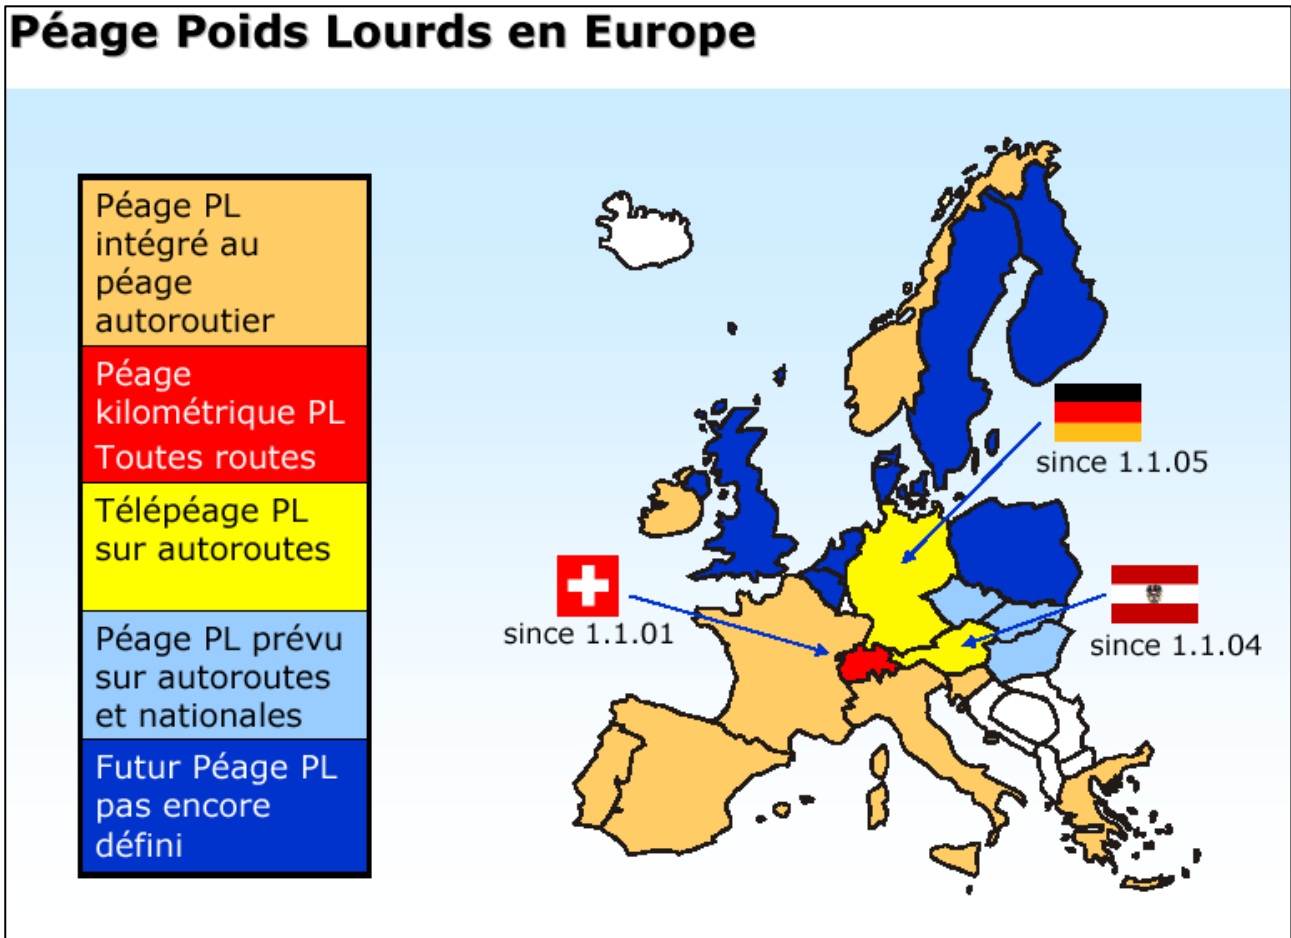 Péage Poids Lourds en Europe
Péage PL
intégré au
péage
autoroutier
Péage
kilométrique PL
Toutes routes
Télépéage PL
sur autoroutes
Péage PL prévu
sur autoroutes
et nationales
Futur Péage PL
pas encore
défini
since 1.1.05
since 1.1.01
since 1.1.04